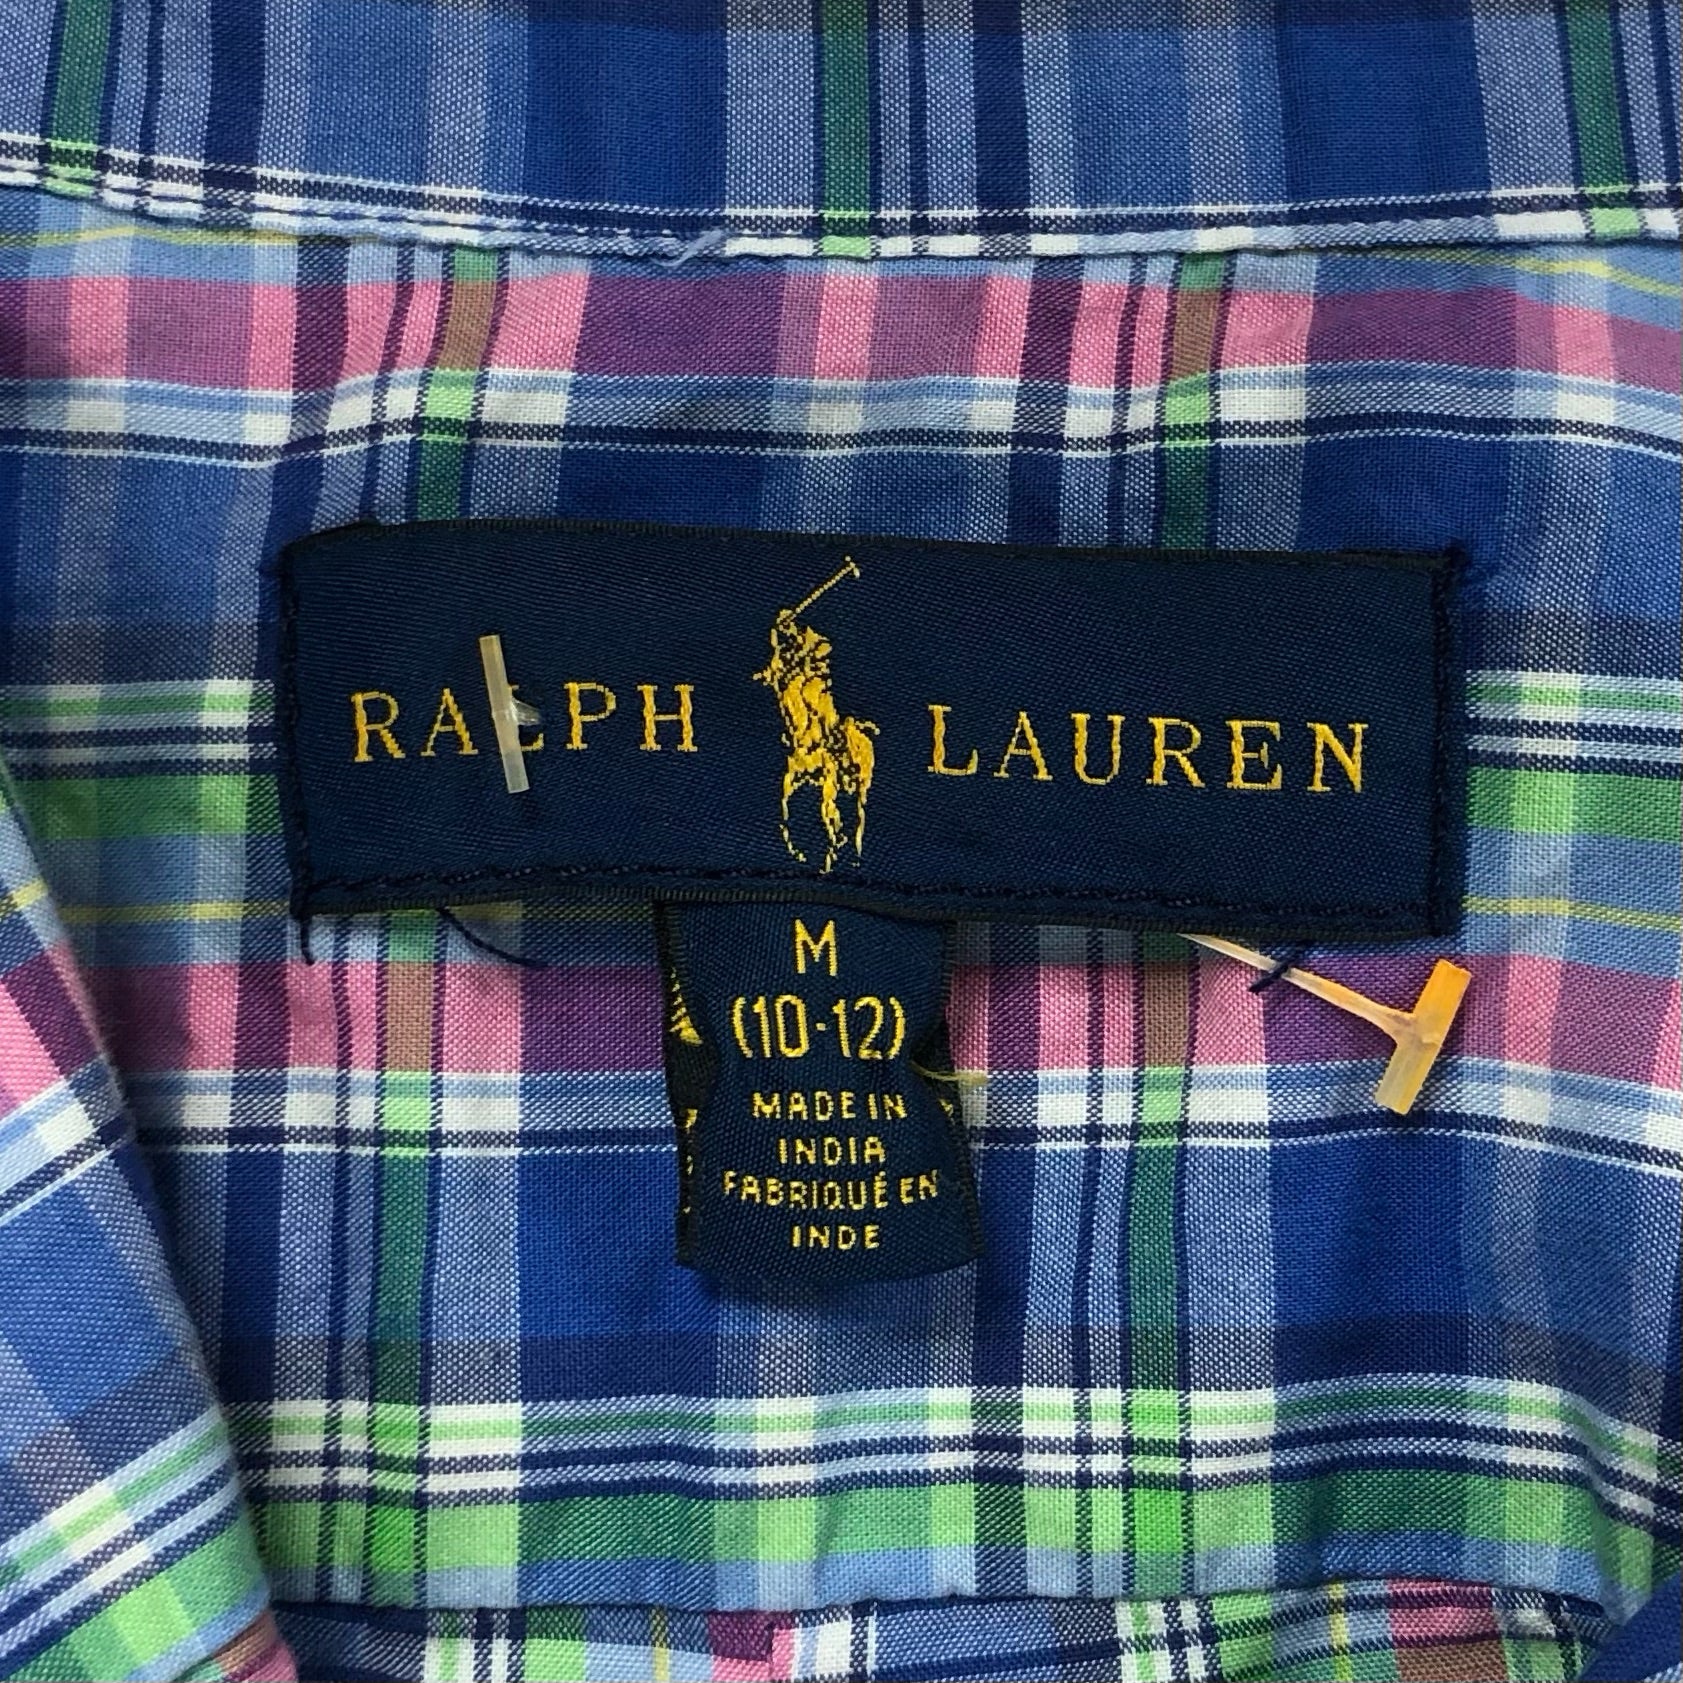 RALPH LAUREN
M
(10-12)
MADE IN
INDIA
FABRIQUÉ EN
INDE